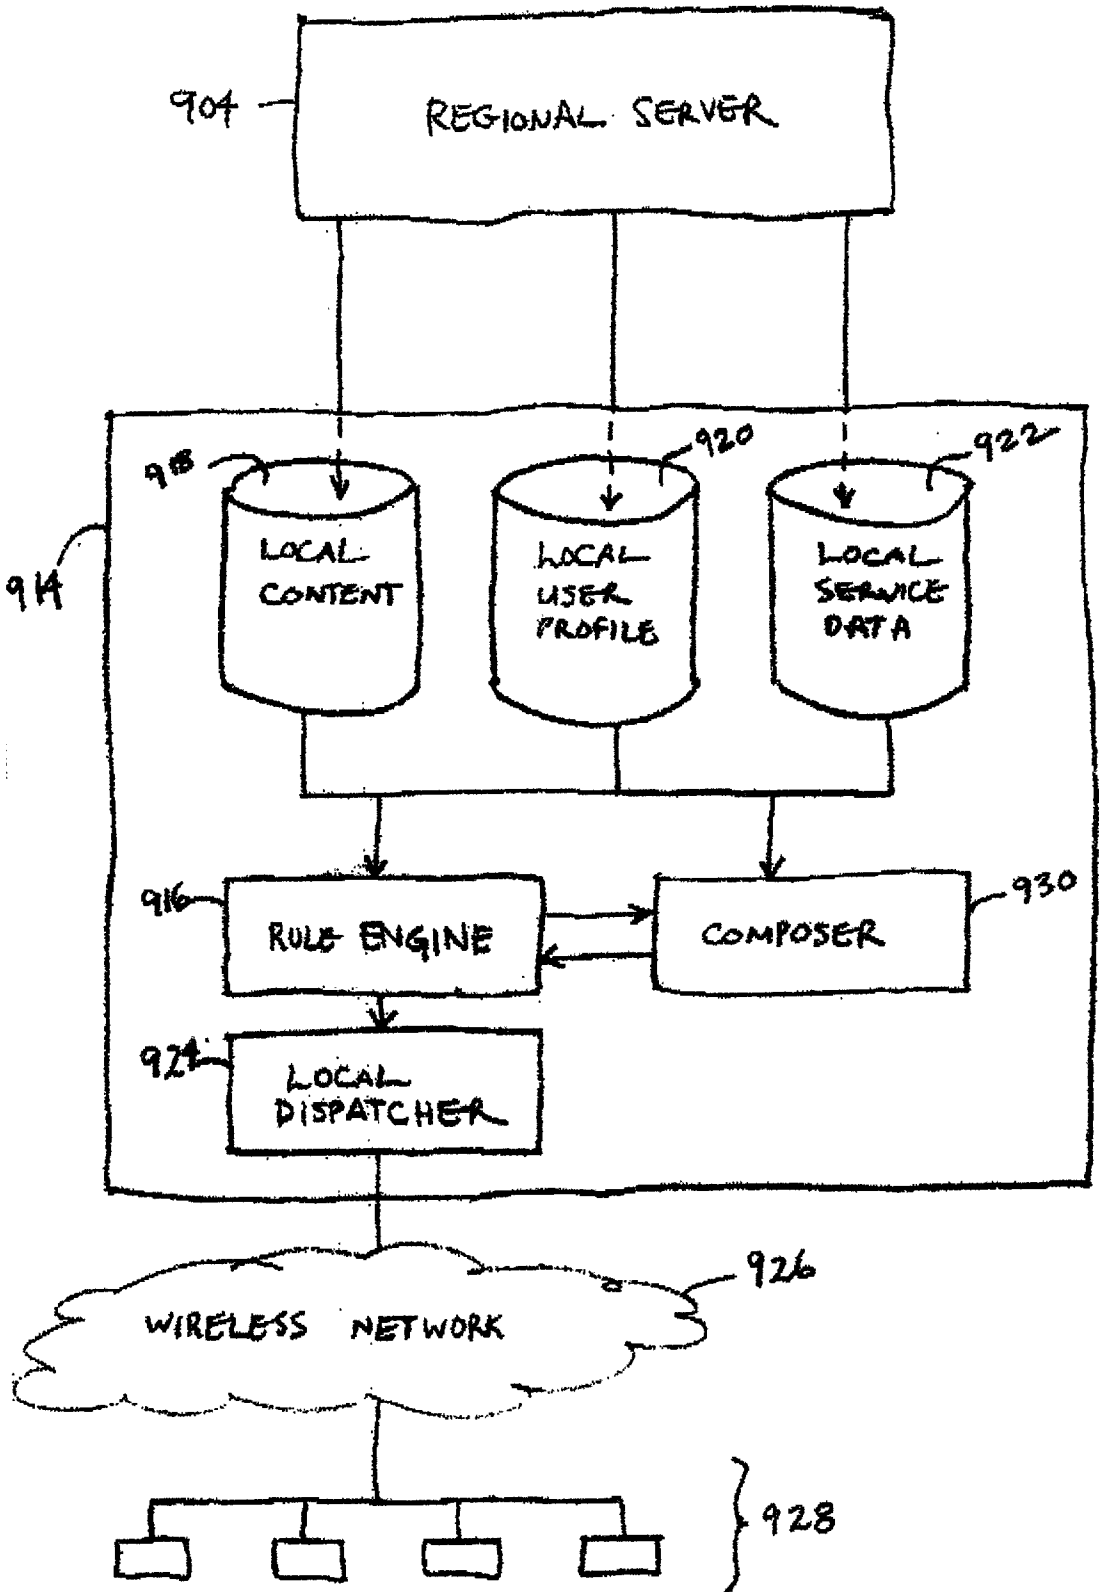 904
REGIONAL SERVER
918
920
922
LOCAL
CONTENT
LOCAL
USER
PROFILE
LOCAL
SERVICE
DATA
914
916
RULE ENGINE
COMPOSER
930
924
LOCAL
DISPATCHER
926
WIRELESS NETWORK
928